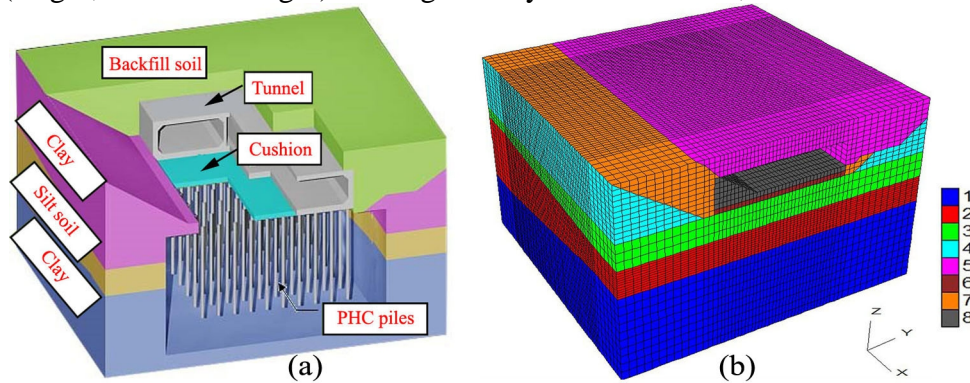 Backfill soil
Tunnel
Cushion
Clay
Silt soil
Clay
PHC piles
(a)
1
2
3
4
5
6
7
8
Z
Y
X
(b)